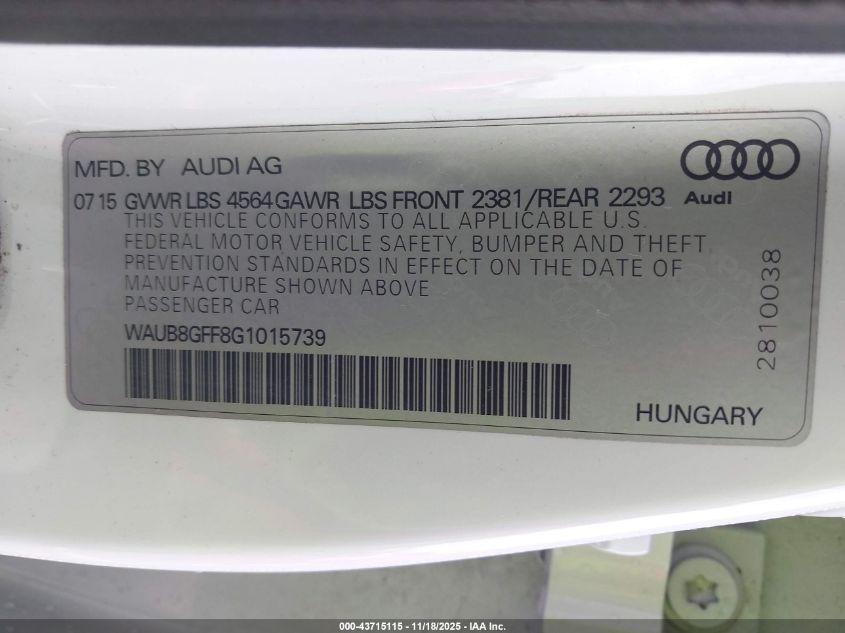 MFD. BY AUDI AG
07 15 GVWR LBS 4564 GAWR LBS FRONT 2381/REAR 2293
Audi
THIS VEHICLE CONFORMS TO ALL APPLICABLE U.S.
FEDERAL MOTOR VEHICLE SAFETY, BUMPER AND THEFT
PREVENTION STANDARDS IN EFFECT ON THE DATE OF
MANUFACTURE SHOWN ABOVE
PASSENGER CAR
WAUB8GFF8G1015739
2810038
HUNGARY
000-43715115 - 11/18/2025 - IAA Inc.